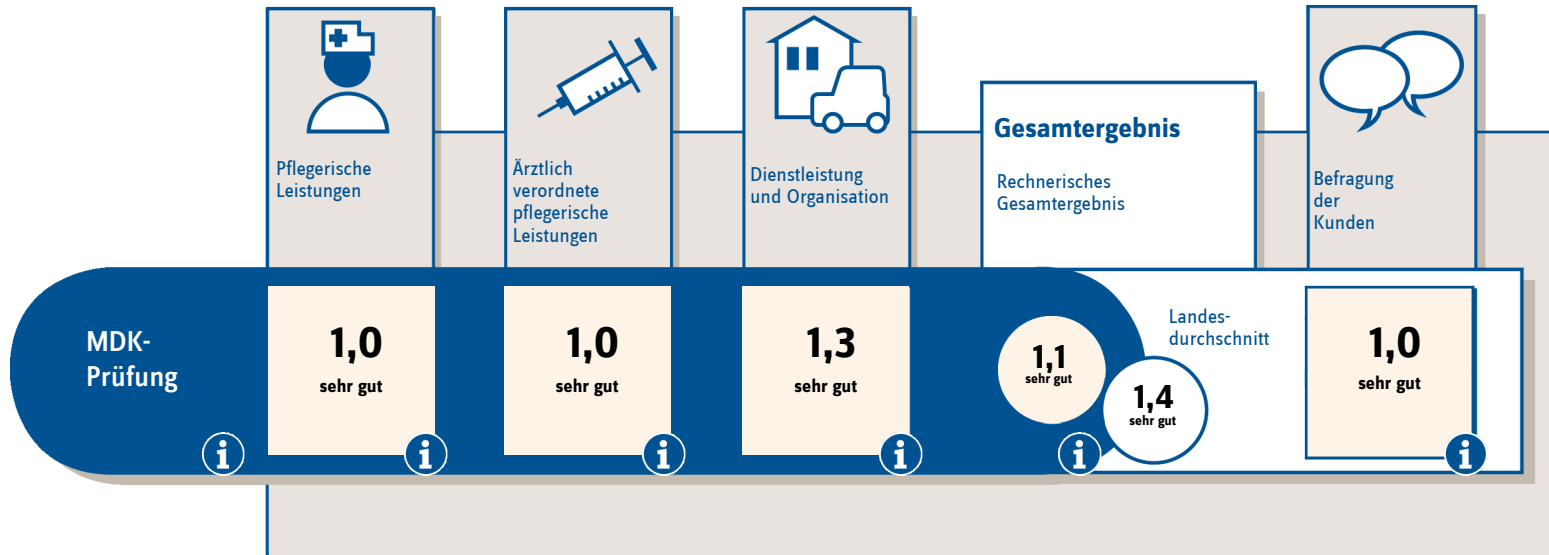 Pflegerische
Leistungen
Ärztlich
verordnete
pflegerische
Leistungen
Dienstleistung
und Organisation
Gesamtergebnis
Rechnerisches
Gesamtergebnis
Befragung
der
Kunden
MDK-
Prüfung
1,0
sehr gut
1,0
sehr gut
1,3
sehr gut
1,1
sehr gut
Landes-
durchschnitt
1,4
sehr gut
1,0
sehr gut
i
i
i
i
i
i